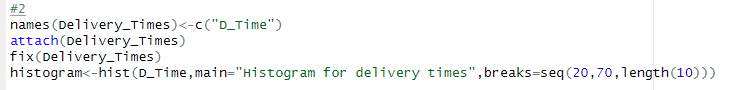 #2
names(Delivery_Times)<-c("D_Time")
attach(Delivery_Times)
fix(Delivery_Times)
histogram<-hist(D_Time,main="Histogram for delivery times",breaks=seq(20,70,length(10)))